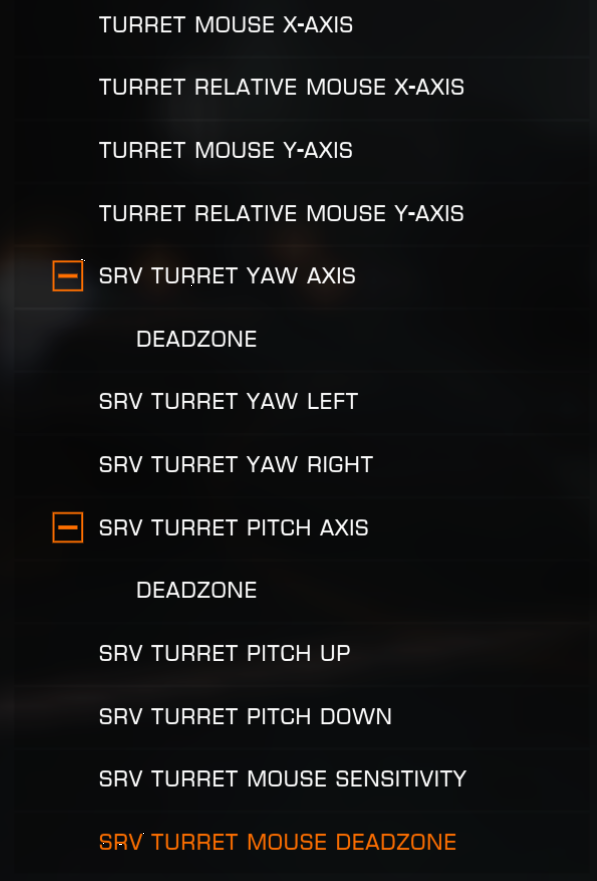 TURRET MOUSE X-AXIS
TURRET RELATIVE MOUSE X-AXIS
TURRET MOUSE Y-AXIS
TURRET RELATIVE MOUSE Y-AXIS
SRV TURRET YAW AXIS
DEADZONE
SRV TURRET YAW LEFT
SRV TURRET YAW RIGHT
SRV TURRET PITCH AXIS
DEADZONE
SRV TURRET PITCH UP
SRV TURRET PITCH DOWN
SRV TURRET MOUSE SENSITIVITY
SRV TURRET MOUSE DEADZONE